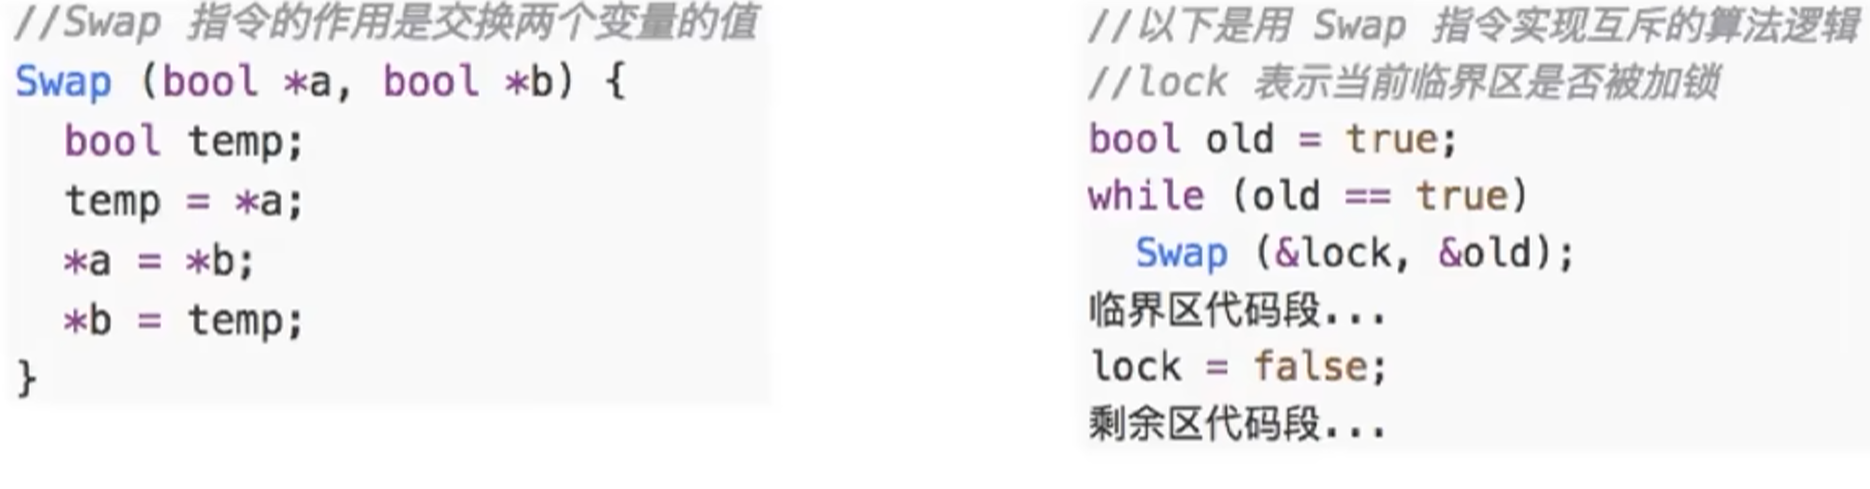 //Swap 指令的作用是交换两个变量的值
Swap (bool *a, bool *b) {
  bool temp;
  temp = *a;
  *a = *b;
  *b = temp;
}
//以下是用 Swap 指令实现互斥的算法逻辑
//lock 表示当前临界区是否被加锁
bool old = true;
while (old == true)
  Swap (&lock, &old);
临界区代码段...
lock = false;
剩余区代码段...